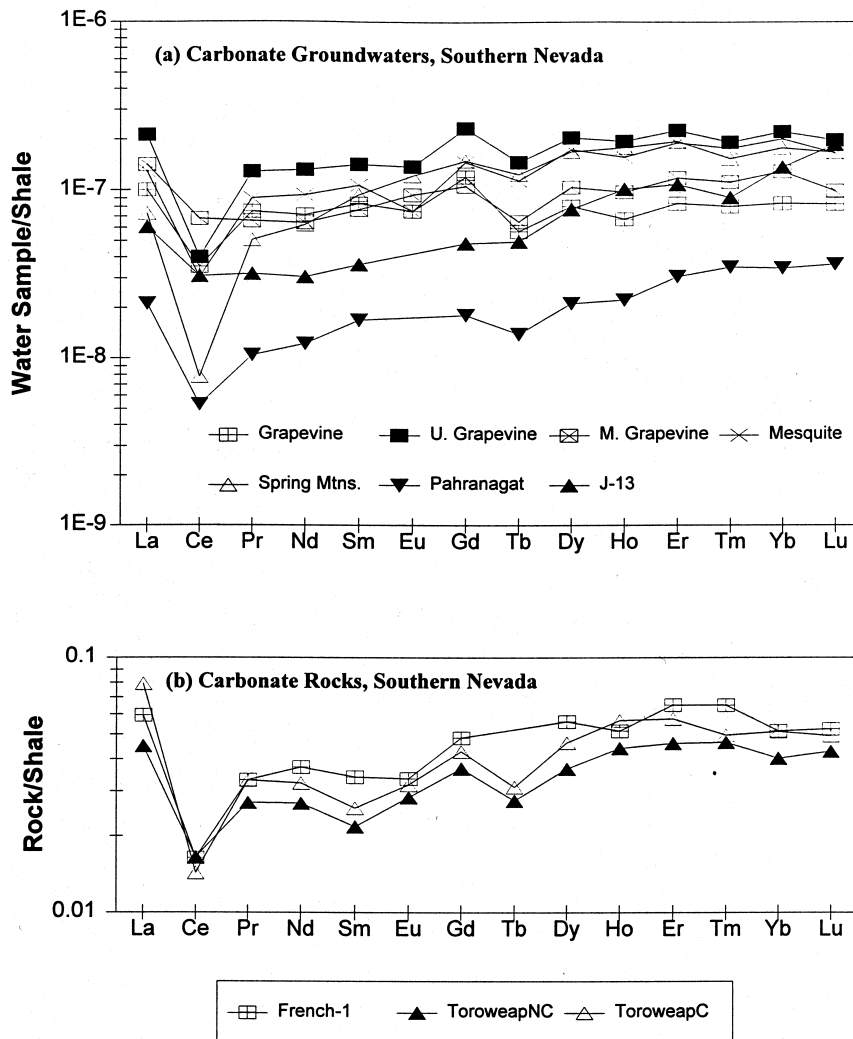 1E-6
(a) Carbonate Groundwaters, Southern Nevada
1E-7
Water Sample/Shale
1E-8
Grapevine U. Grapevine M. Grapevine Mesquite
Spring Mtns. Pahranagat J-13
1E-9
La Ce Pr Nd Sm Eu Gd Tb Dy Ho Er Tm Yb Lu
0.1
(b) Carbonate Rocks, Southern Nevada
Rock/Shale
0.01
La Ce Pr Nd Sm Eu Gd Tb Dy Ho Er Tm Yb Lu
French-1 ToroweapNC ToroweapC